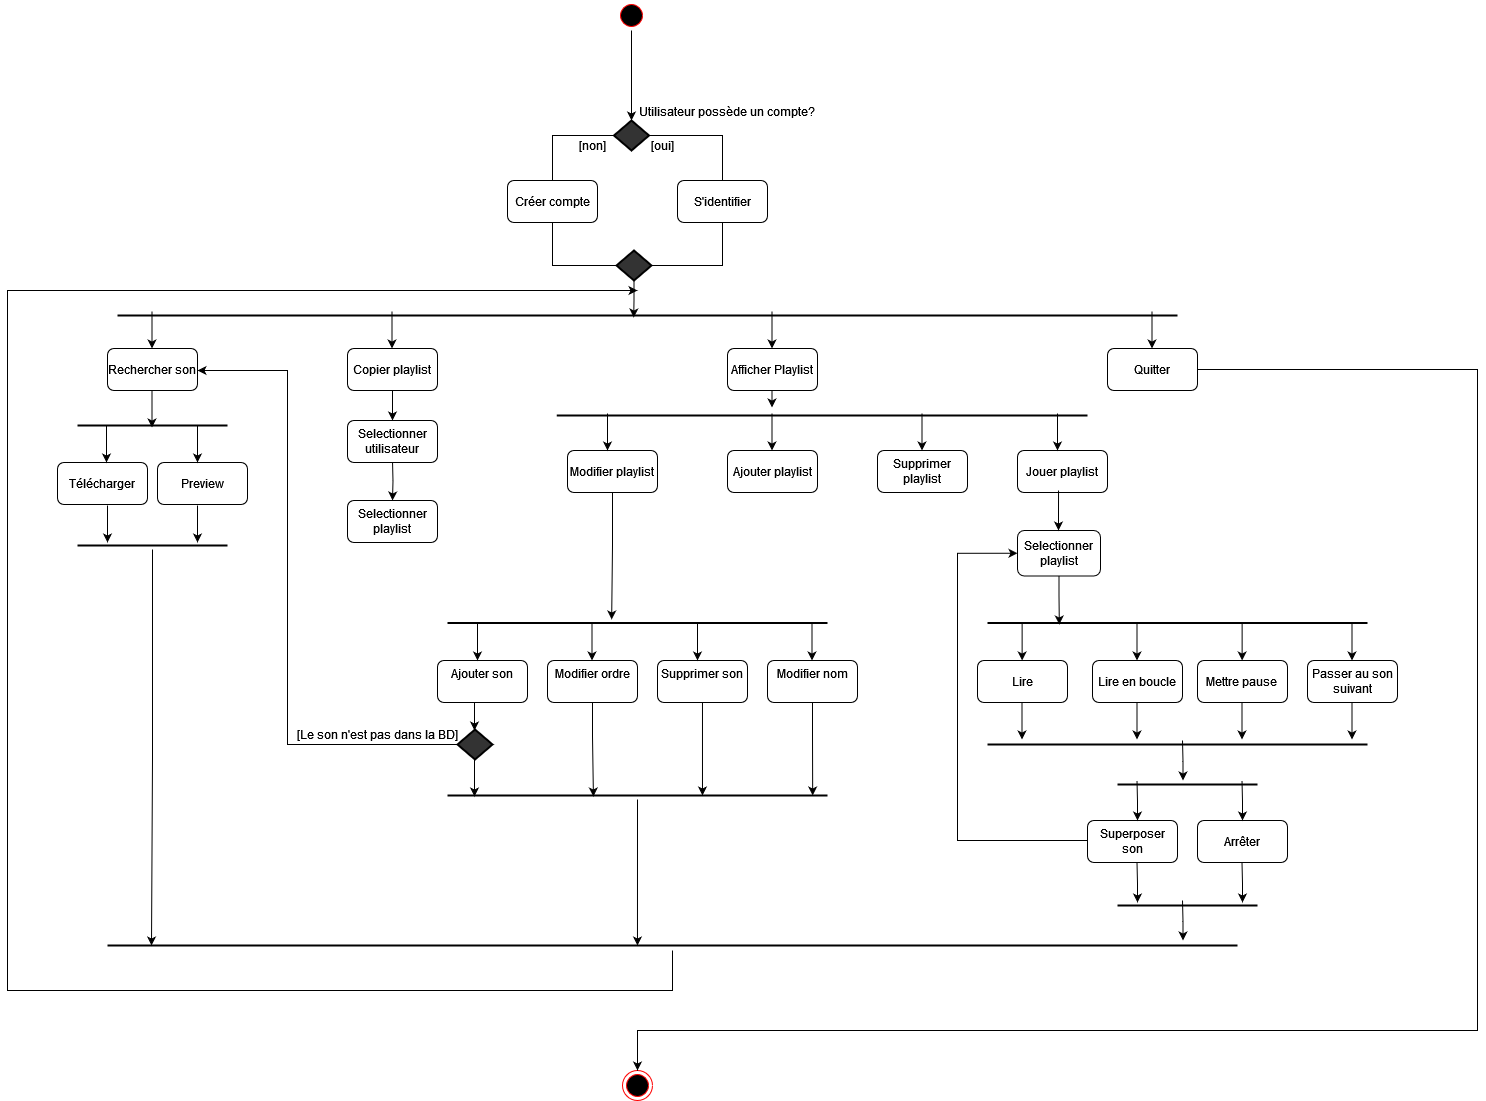 Utilisateur possède un compte?
[non]
[oui]
Créer compte
S'identifier
Rechercher son
Copier playlist
Afficher Playlist
Quitter
Selectionner
utilisateur
Modifier playlist
Ajouter playlist
Supprimer
playlist
Jouer playlist
Télécharger
Preview
Selectionner
playlist
Selectionner
playlist
Ajouter son
Modifier ordre
Supprimer son
Modifier nom
Lire
Lire en boucle
Mettre pause
Passer au son
suivant
[Le son n'est pas dans la BD]
Superposer
son
Arrêter